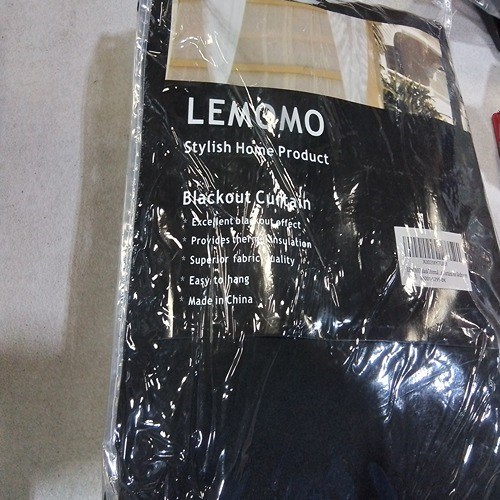 LEMOMO
Stylish Home Product
Blackout Curtain
* Excellent blackout effect
* Provides thermal insulation
* Superior fabric quality
* Easy to hang
* Made in China